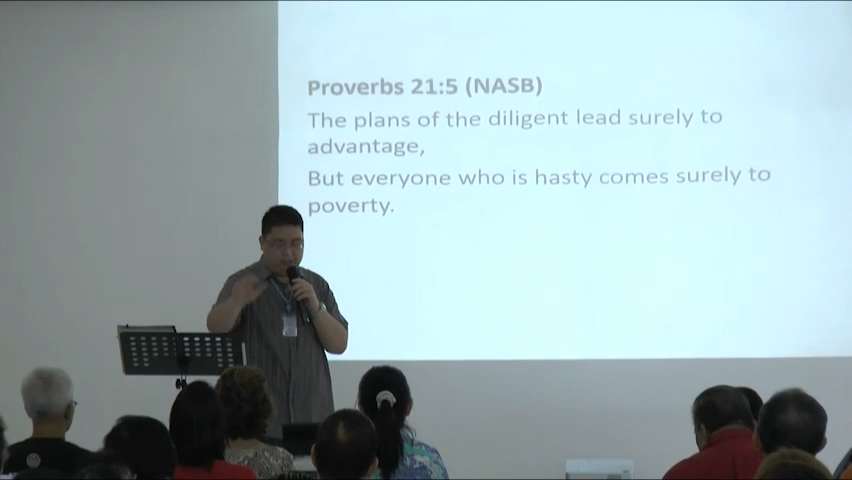 Proverbs 21:5 (NASB)
The plans of the diligent lead surely to
advantage,
But everyone who is hasty comes surely to
poverty.